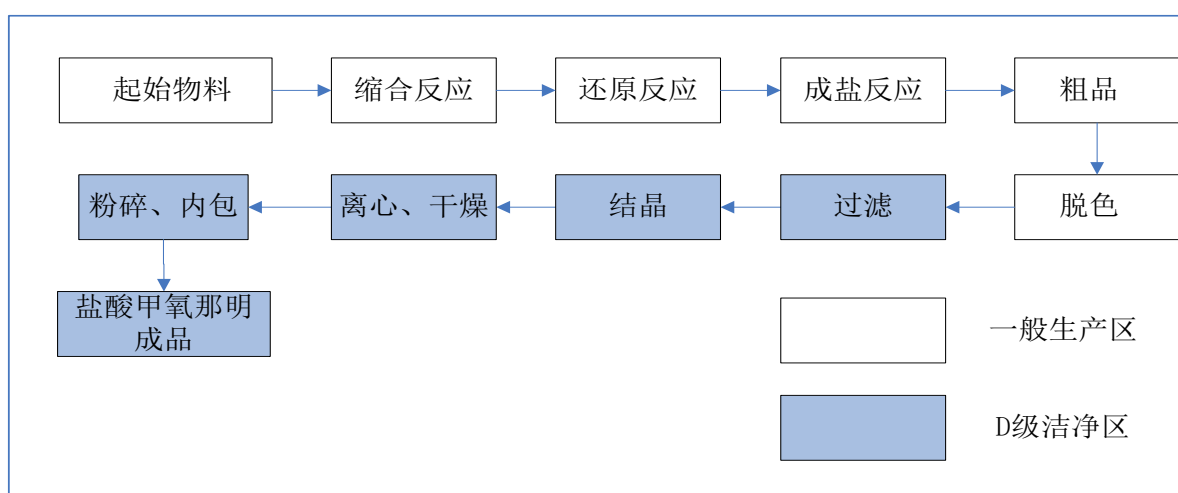 起始物料
缩合反应
还原反应
成盐反应
粗品
粉碎、内包
离心、干燥
结晶
过滤
脱色
盐酸甲氧那明
成品
一般生产区
D级洁净区